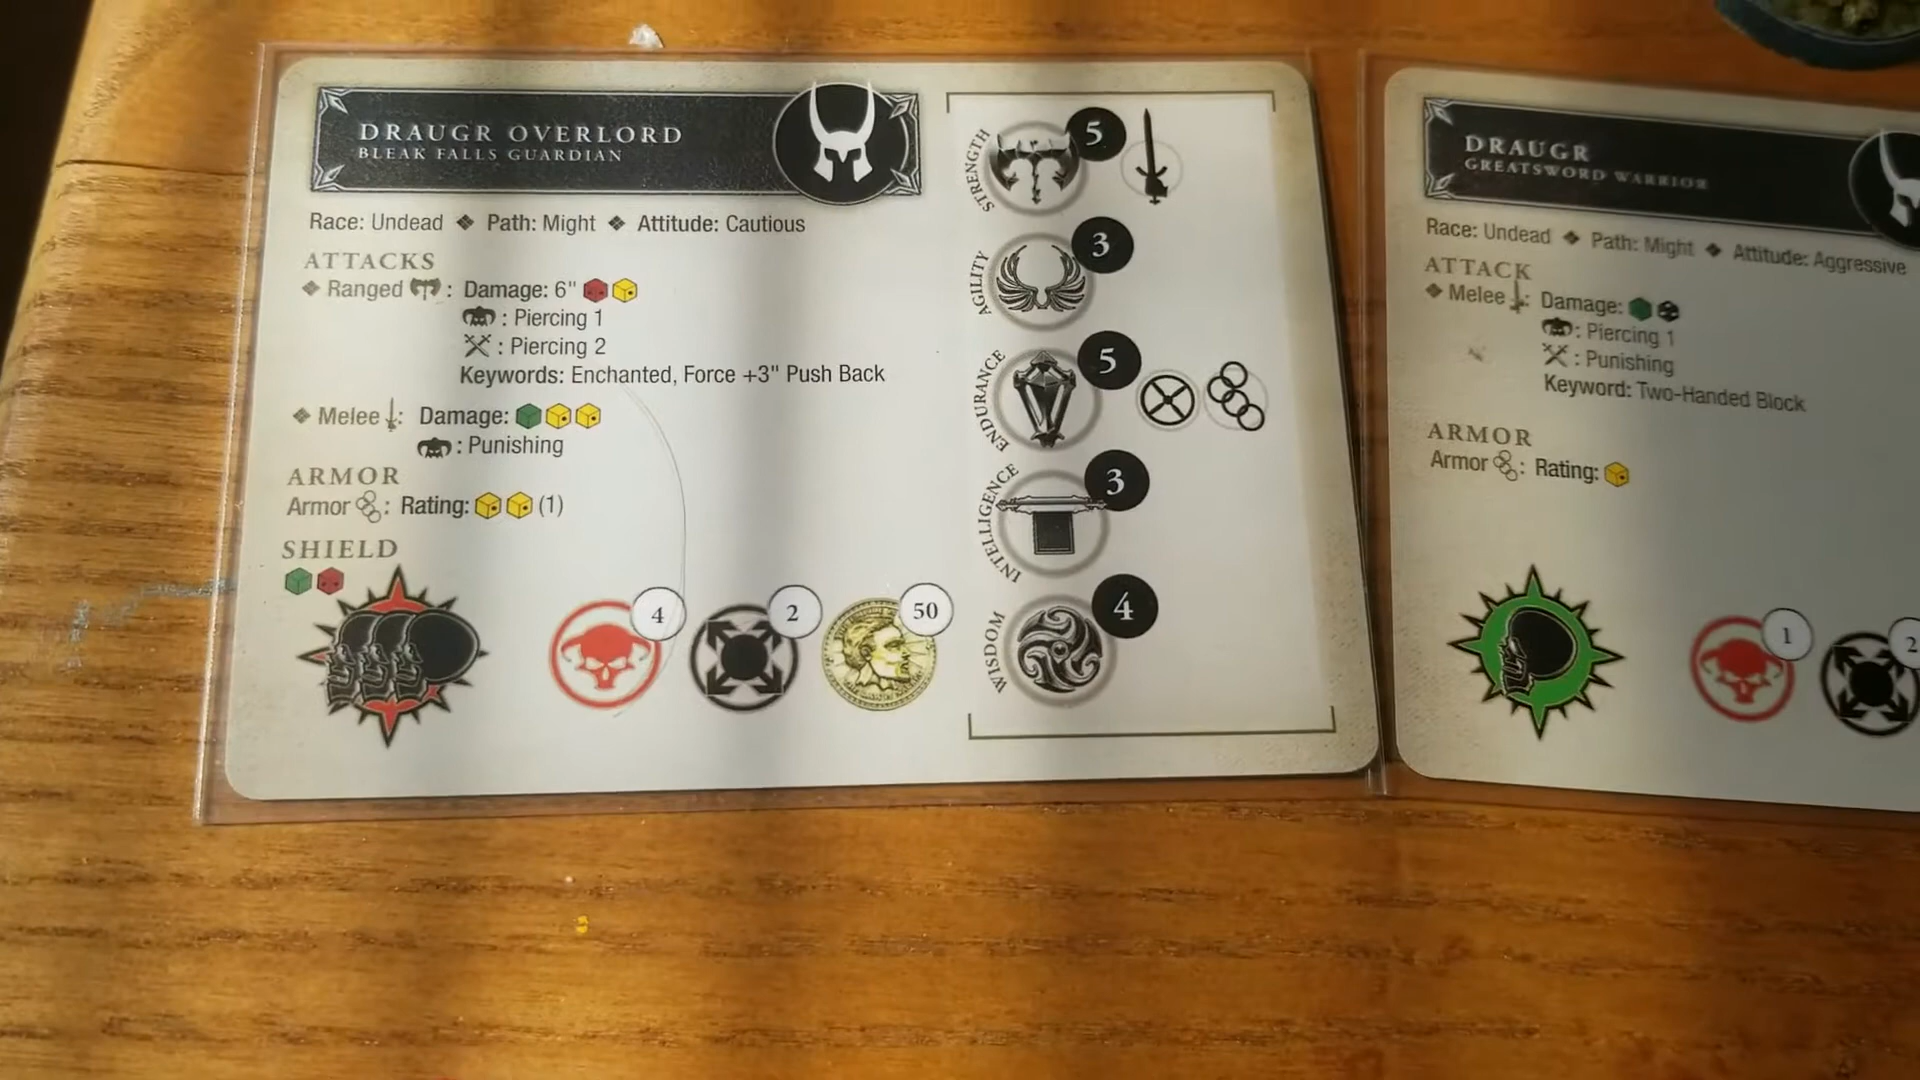 DRAUGR OVERLORD
BLEAK FALLS GUARDIAN
Race: Undead ❖ Path: Might ❖ Attitude: Cautious
ATTACKS
❖ Ranged : Damage: 6"
: Piercing 1
: Piercing 2
Keywords: Enchanted, Force +3" Push Back
❖ Melee : Damage:
: Punishing
ARMOR
Armor : Rating: (1)
SHIELD
4
2
50
STRENGTH
5
AGILITY
3
ENDURANCE
5
INTELLIGENCE
3
WISDOM
4
DRAUGR
GREATSWORD WARRIOR
Race: Undead ❖ Path: Might ❖ Attitude: Aggressive
ATTACK
❖ Melee : Damage:
: Piercing 1
: Punishing
Keyword: Two-Handed Block
ARMOR
Armor : Rating:
1
2